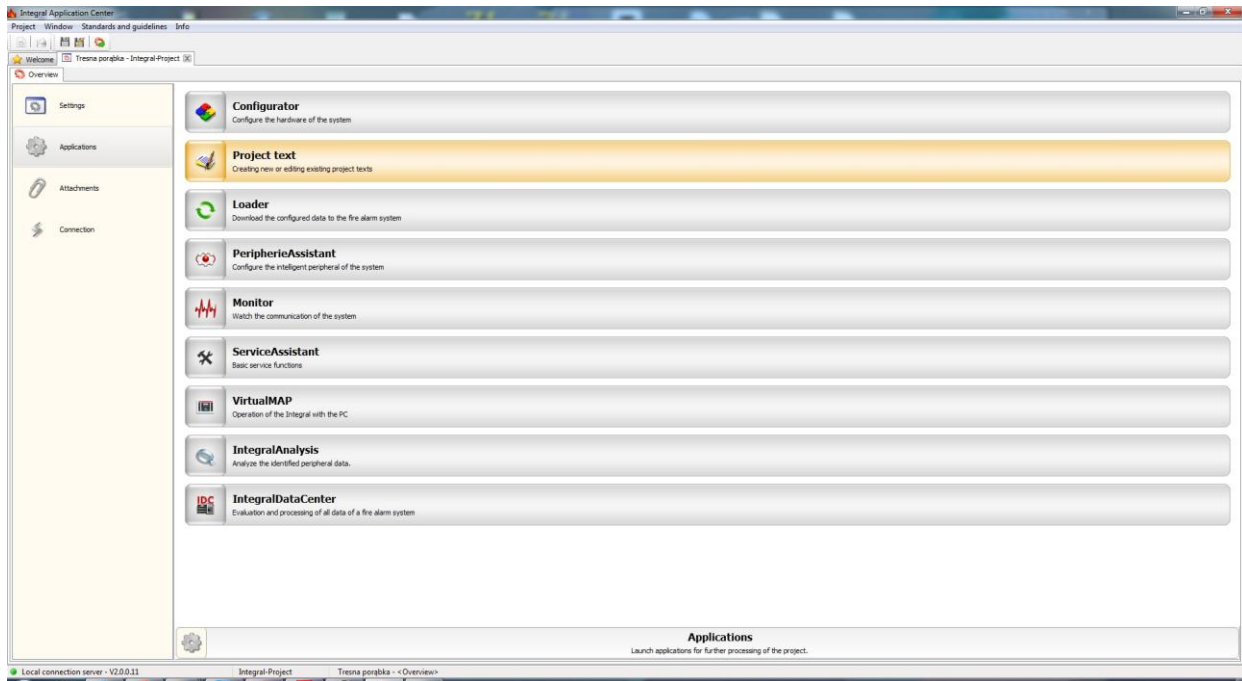 Integral Application Center
Project Window Standards and guidelines Info
Welcome Tresna porąbka - Integral-Project
Overview
Settings
Applications
Attachments
Connection
Configurator
Configure the hardware of the system
Project text
Creating new or editing existing project texts
Loader
Download the configured data to the fire alarm system
PeripherieAssistant
Configure the intelligent peripheral of the system
Monitor
Watch the communication of the system
ServiceAssistant
Basic service functions
VirtualMAP
Operation of the Integral with the PC
IntegralAnalysis
Analyze the identified peripheral data.
IDC
IntegralDataCenter
Evaluation and processing of all data of a fire alarm system
Applications
Launch applications for further processing of the project.
Local connection server - V2.0.0.11 Integral-Project Tresna porąbka - <Overview>